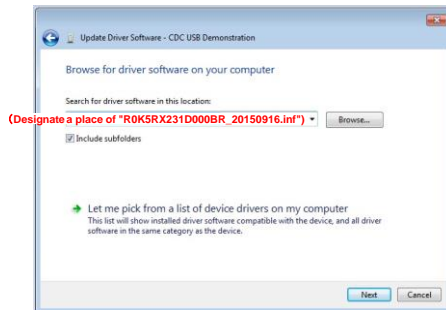 Update Driver Software - CDC USB Demonstration
Browse for driver software on your computer
Search for driver software in this location:
(Designate a place of "R0K5RX231D000BR_20150916.inf") Browse...
Include subfolders
Let me pick from a list of device drivers on my computer
This list will show installed driver software compatible with the device, and all driver
software in the same category as the device.
Next Cancel